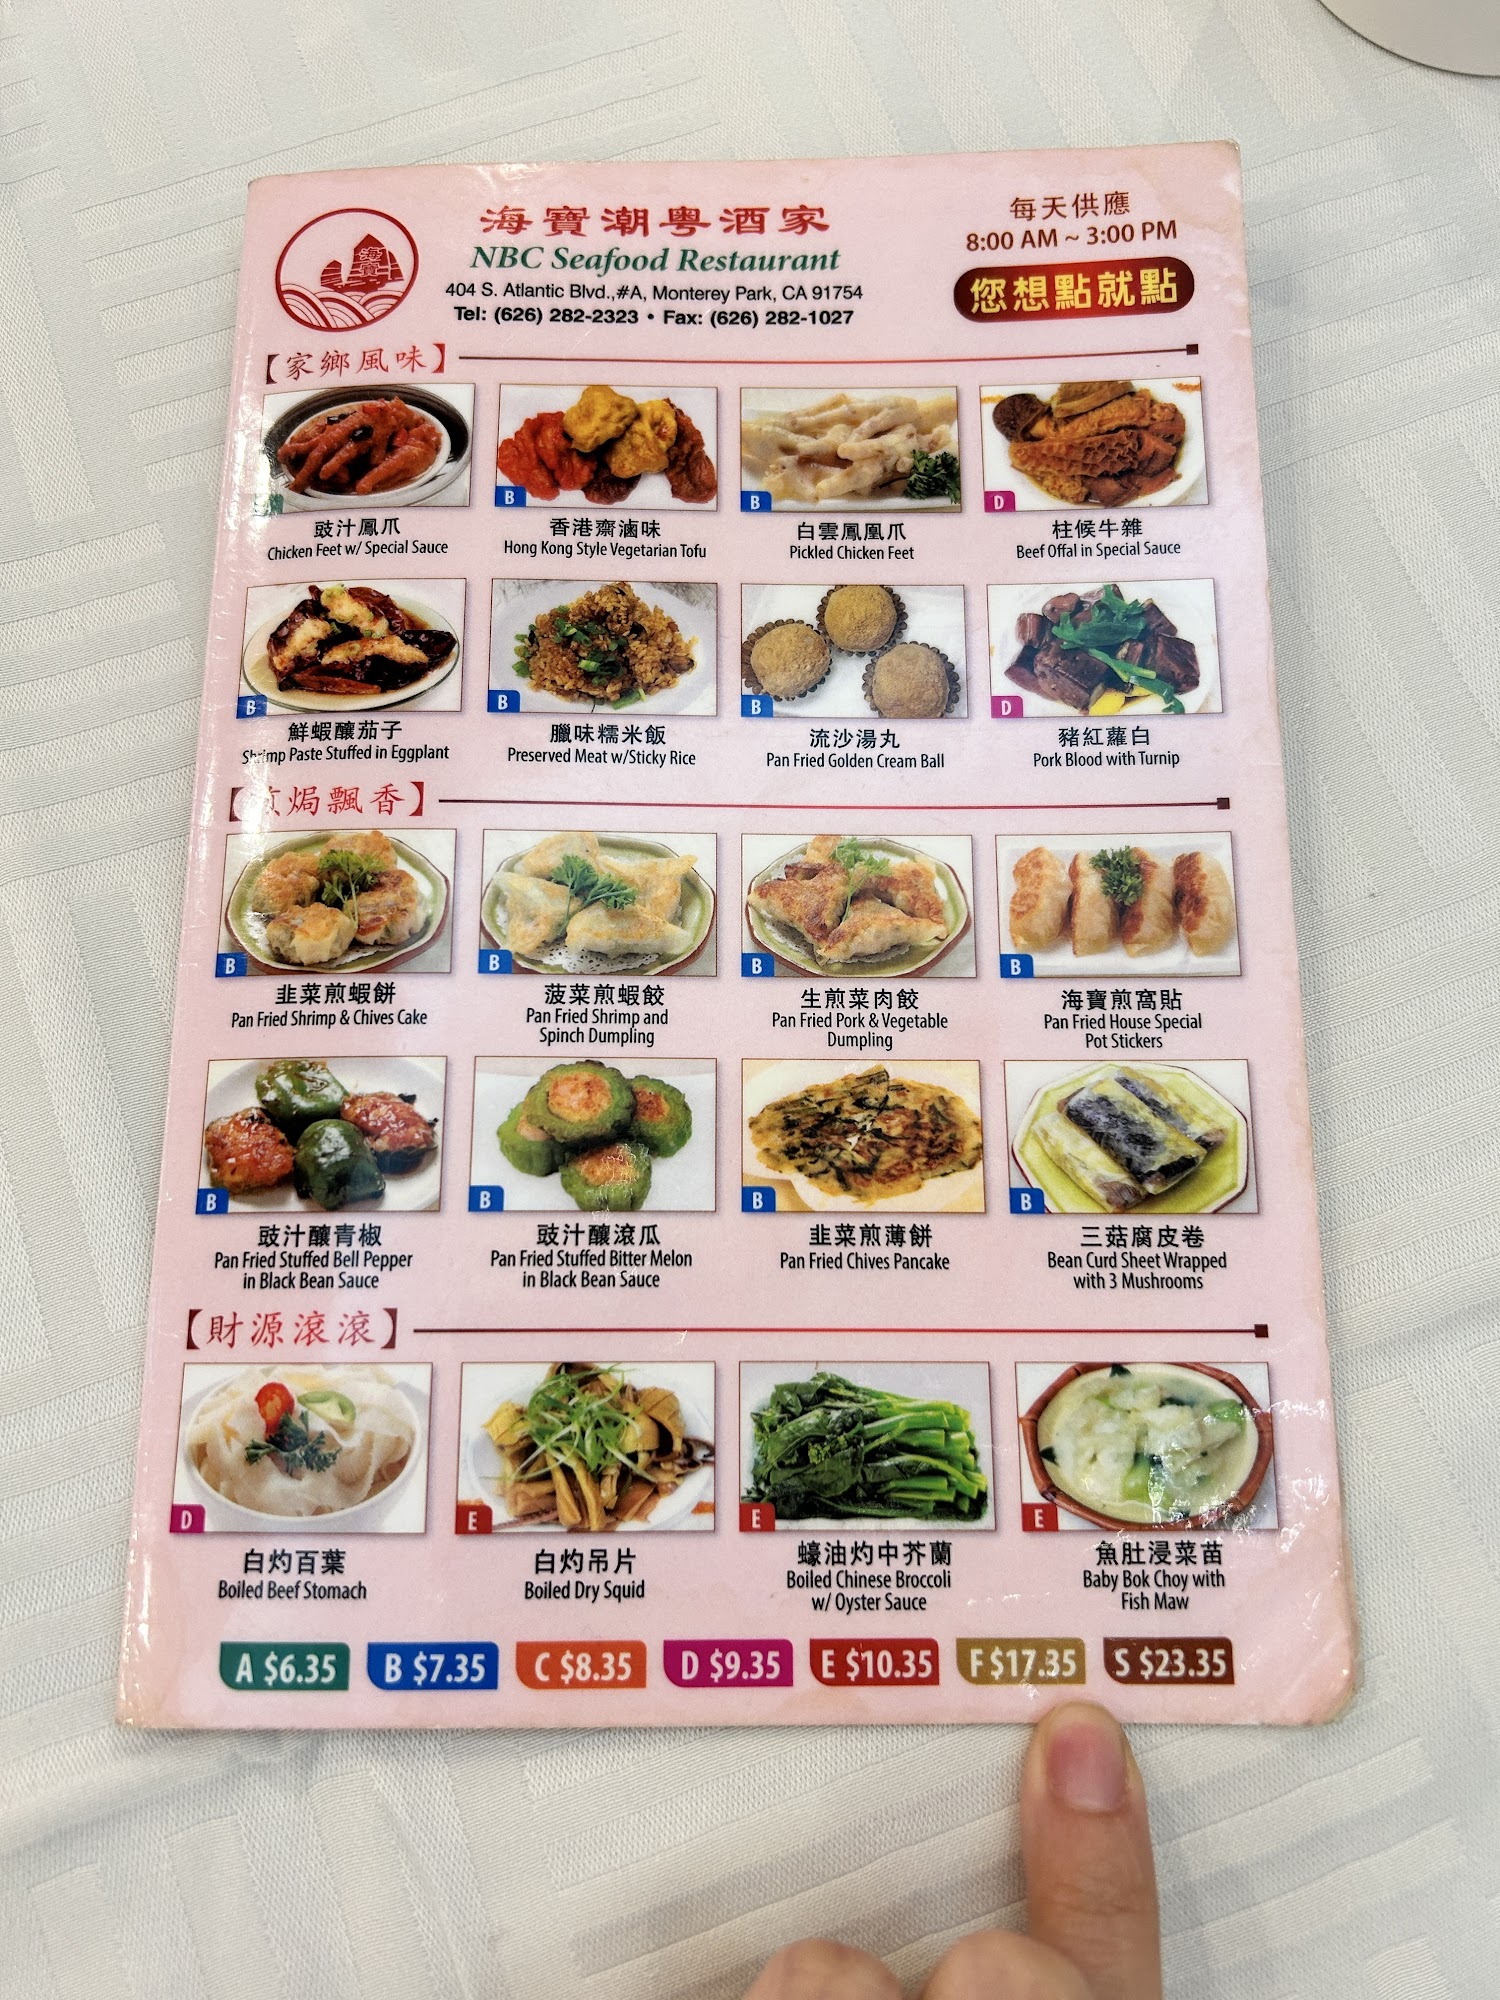 海寶潮粵酒家
NBC Seafood Restaurant
404 S. Atlantic Blvd.,#A, Monterey Park, CA 91754
Tel: (626) 282-2323 • Fax: (626) 282-1027
海寶
每天供應
8:00 AM ~ 3:00 PM
您想點就點
【家鄉風味】
豉汁鳳爪
Chicken Feet w/ Special Sauce
B
香港齋滷味
Hong Kong Style Vegetarian Tofu
B
白雲鳳凰爪
Pickled Chicken Feet
D
柱候牛雜
Beef Offal in Special Sauce
B
鮮蝦釀茄子
Shrimp Paste Stuffed in Eggplant
B
臘味糯米飯
Preserved Meat w/Sticky Rice
B
流沙湯丸
Pan Fried Golden Cream Ball
D
豬紅蘿白
Pork Blood with Turnip
焗飄香】
B
韭菜煎蝦餅
Pan Fried Shrimp & Chives Cake
B
菠菜煎蝦餃
Pan Fried Shrimp and
Spinch Dumpling
B
生煎菜肉餃
Pan Fried Pork & Vegetable
Dumpling
B
海寶煎窩貼
Pan Fried House Special
Pot Stickers
B
豉汁釀青椒
Pan Fried Stuffed Bell Pepper
in Black Bean Sauce
B
豉汁釀滾瓜
Pan Fried Stuffed Bitter Melon
in Black Bean Sauce
B
韭菜煎薄餅
Pan Fried Chives Pancake
B
三菇腐皮卷
Bean Curd Sheet Wrapped
with 3 Mushrooms
【財源滾滾】
D
白灼百葉
Boiled Beef Stomach
E
白灼吊片
Boiled Dry Squid
E
蠔油灼中芥蘭
Boiled Chinese Broccoli
w/ Oyster Sauce
E
魚肚浸菜苗
Baby Bok Choy with
Fish Maw
A $6.35 B $7.35 C $8.35 D $9.35 E $10.35 F $17.35 S $23.35